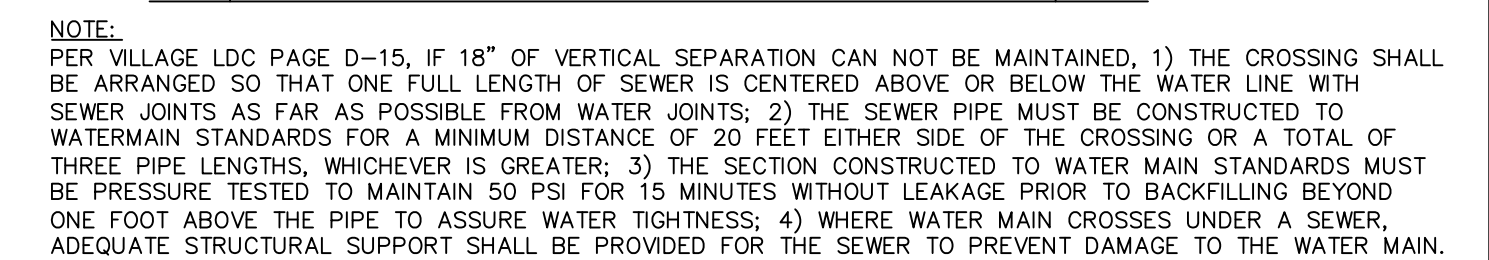 NOTE:
PER VILLAGE LDC PAGE D–15, IF 18” OF VERTICAL SEPARATION CAN NOT BE MAINTAINED, 1) THE CROSSING SHALL
BE ARRANGED SO THAT ONE FULL LENGTH OF SEWER IS CENTERED ABOVE OR BELOW THE WATER LINE WITH
SEWER JOINTS AS FAR AS POSSIBLE FROM WATER JOINTS; 2) THE SEWER PIPE MUST BE CONSTRUCTED TO
WATERMAIN STANDARDS FOR A MINIMUM DISTANCE OF 20 FEET EITHER SIDE OF THE CROSSING OR A TOTAL OF
THREE PIPE LENGTHS, WHICHEVER IS GREATER; 3) THE SECTION CONSTRUCTED TO WATER MAIN STANDARDS MUST
BE PRESSURE TESTED TO MAINTAIN 50 PSI FOR 15 MINUTES WITHOUT LEAKAGE PRIOR TO BACKFILLING BEYOND
ONE FOOT ABOVE THE PIPE TO ASSURE WATER TIGHTNESS; 4) WHERE WATER MAIN CROSSES UNDER A SEWER,
ADEQUATE STRUCTURAL SUPPORT SHALL BE PROVIDED FOR THE SEWER TO PREVENT DAMAGE TO THE WATER MAIN.